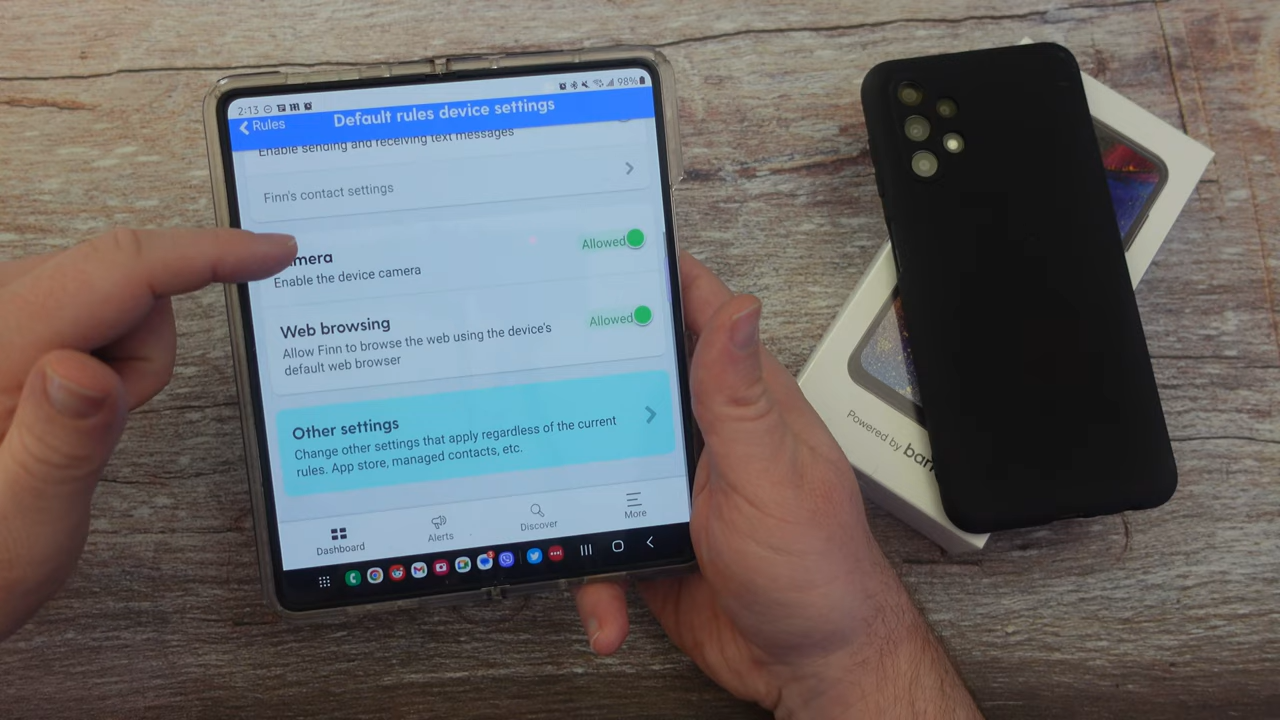 2:13
98%
Rules
Default rules device settings
Enable sending and receiving text messages
Finn's contact settings
Allowed
Enable the device camera
Web browsing
Allowed
Allow Finn to browse the web using the device's
default web browser
Other settings
Change other settings that apply regardless of the current
rules. App store, managed contacts, etc.
Dashboard
Alerts
Discover
More
Powered by